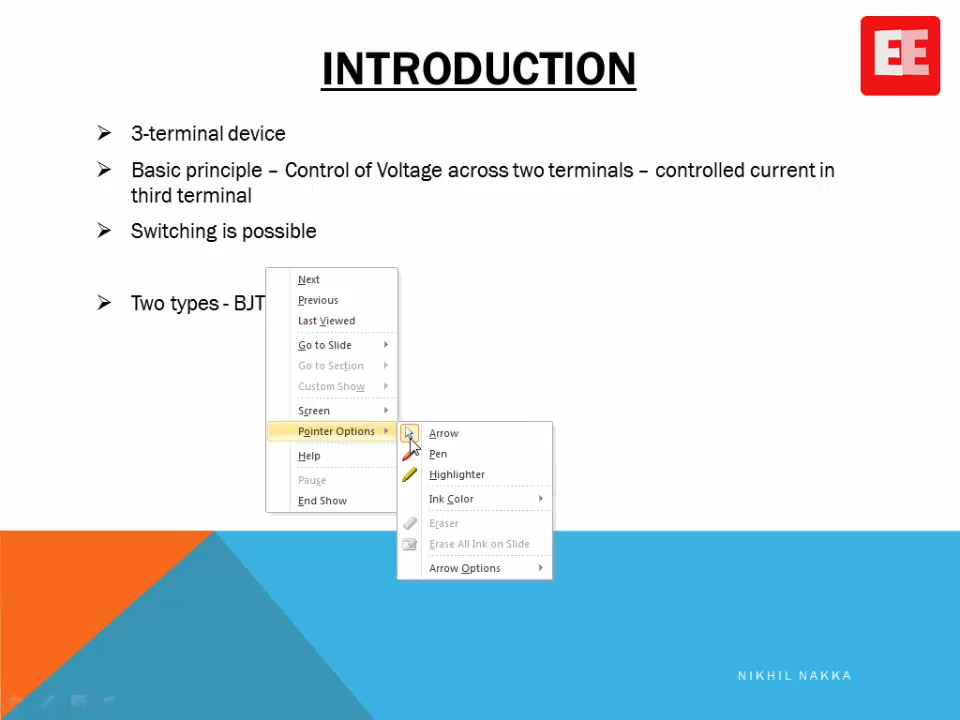 INTRODUCTION
EE
3-terminal device
Basic principle – Control of Voltage across two terminals – controlled current in
third terminal
Switching is possible
Two types - BJT
Next
Previous
Last Viewed
Go to Slide
Go to Section
Custom Show
Screen
Pointer Options
Help
Pause
End Show
Arrow
Pen
Highlighter
Ink Color
Eraser
Erase All Ink on Slide
Arrow Options
NIKHIL NAKKA